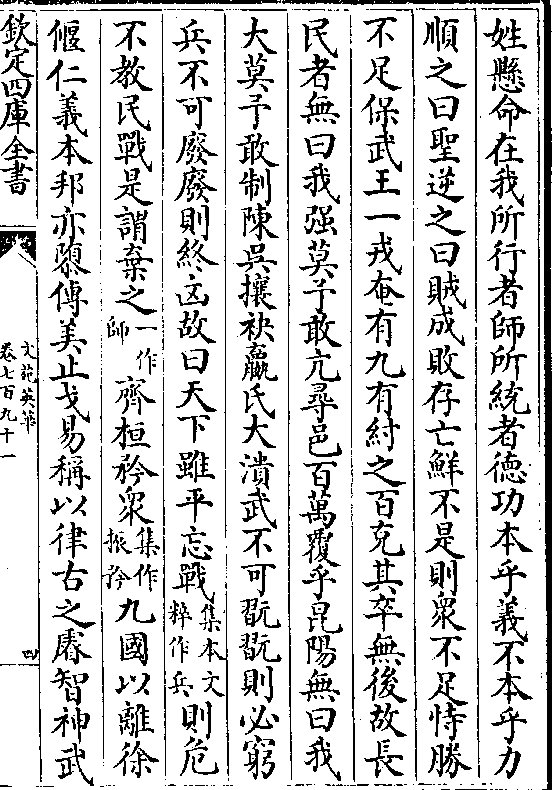 姓懸命在我所行者師所統者德功本乎義不本乎力
順之曰聖逆之曰賊成敗存亡鮮不是則衆不足恃勝
不足保武王一戎奄有九有紂之百克其卒無後故長
民者無曰我强莫予敢亢尋邑百萬覆乎昆陽無曰我
大莫予敢制陳吳攘袂嬴氏大潰武不可翫翫則必窮
兵不可廢廢則終凶故曰天下雖平忘戰集本文粹作兵則危
不教民戰是謂棄之一作師齊桓矜衆集作振矜九國以離徐
偃仁義本邦亦隳傳美止戈易稱以律古之睿智神武
欽定四庫全書
文苑英華
卷七百九十一
四